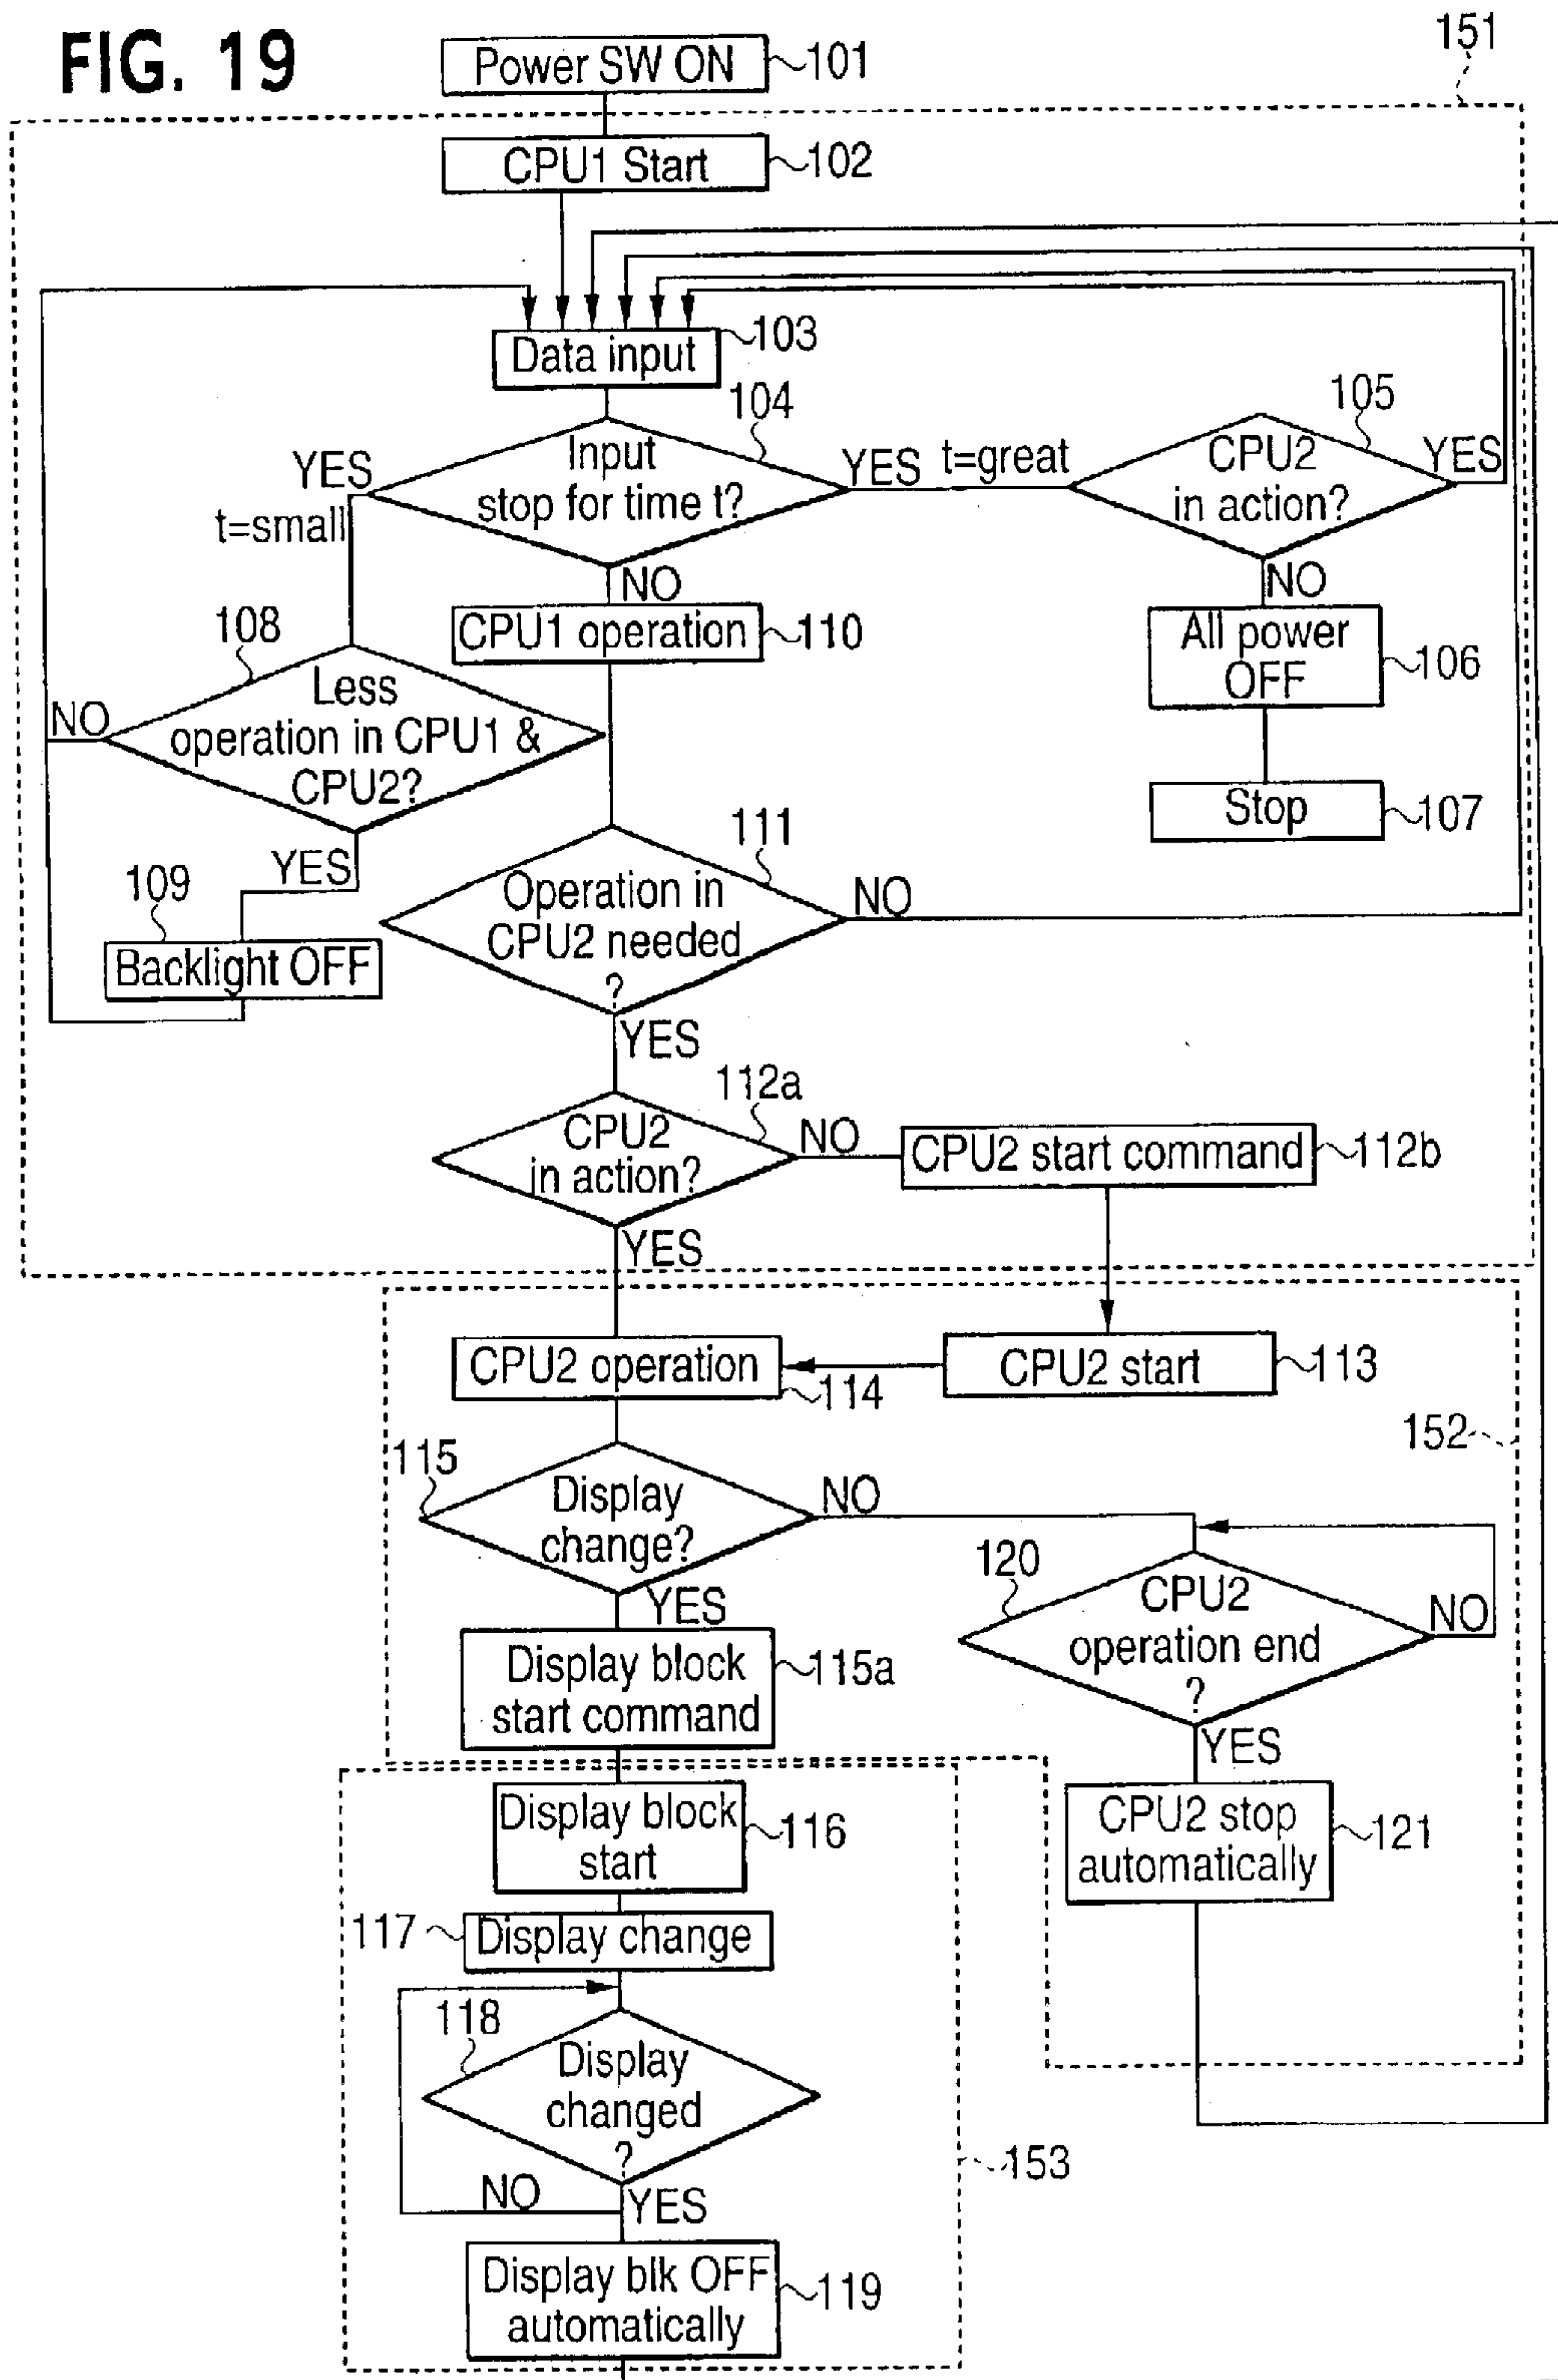 FIG. 19
151
Power SW ON
101
CPU1 Start
102
Data input
103
104
Input
stop for time t?
YES
t=small
YES t=great
105
CPU2
in action?
YES
NO
NO
CPU1 operation
110
All power
OFF
106
Stop
107
108
Less
operation in CPU1 &
CPU2?
NO
YES
109
Backlight OFF
111
Operation in
CPU2 needed
?
NO
YES
112a
CPU2
in action?
NO
CPU2 start command
112b
YES
CPU2 operation
114
CPU2 start
113
152
115
Display
change?
NO
YES
120
CPU2
operation end
?
NO
YES
Display block
start command
115a
Display block
start
116
CPU2 stop
automatically
121
117
Display change
118
Display
changed
?
NO
YES
153
Display blk OFF
automatically
119